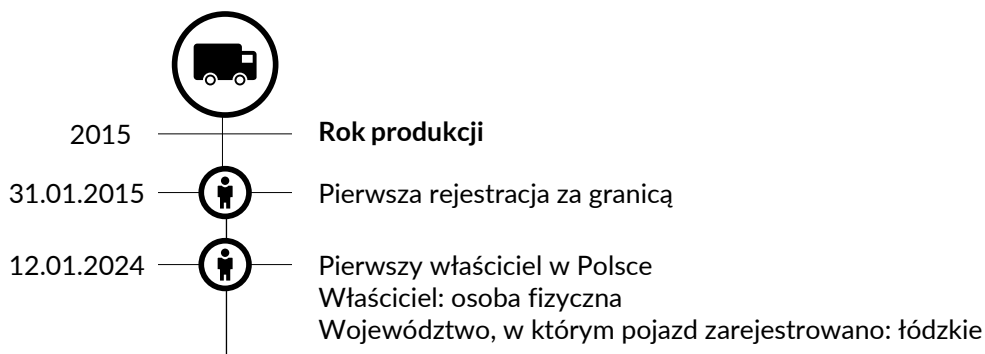 2015 Rok produkcji
31.01.2015 Pierwsza rejestracja za granicą
12.01.2024 Pierwszy właściciel w Polsce
Właściciel: osoba fizyczna
Województwo, w którym pojazd zarejestrowano: łódzkie